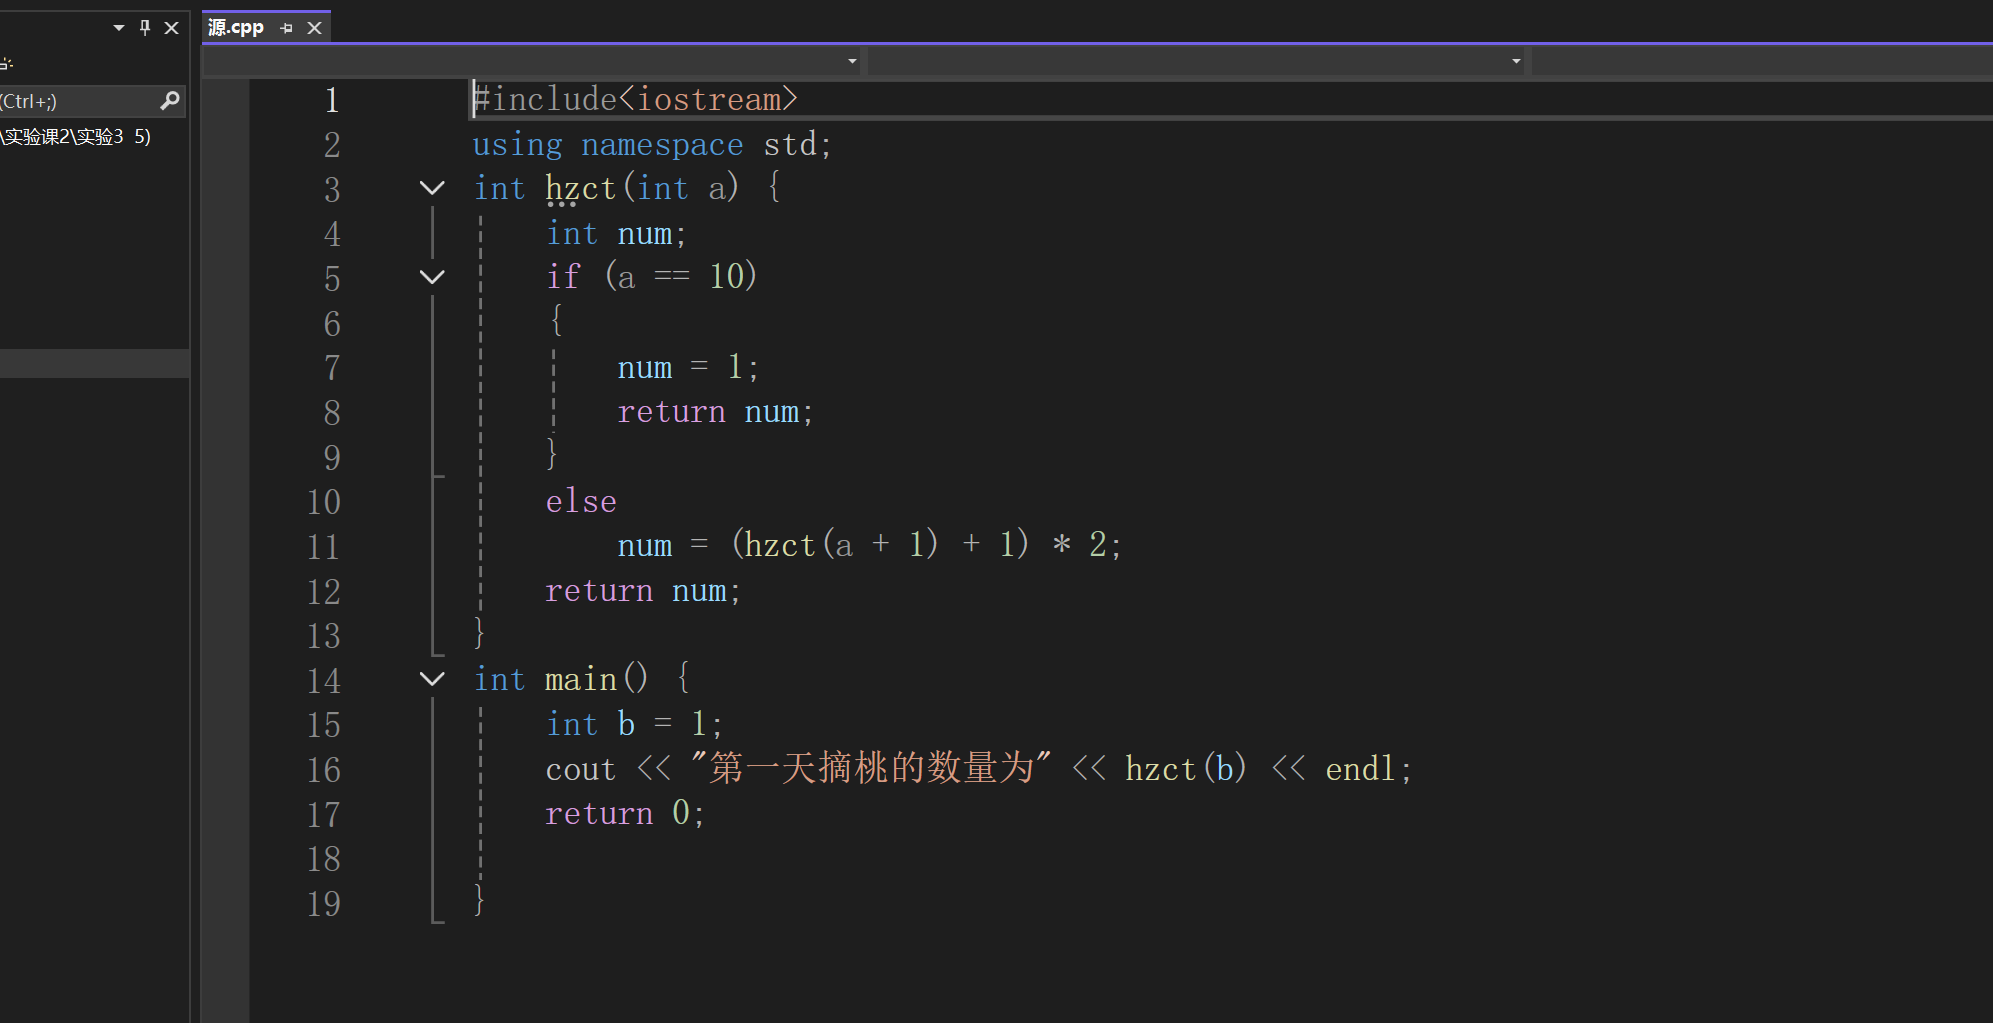 源.cpp
(Ctrl+;)
\实验课2\实验3  5)
1 #include<iostream>
2 using namespace std;
3 int hzct(int a) {
4     int num;
5     if (a == 10)
6     {
7         num = 1;
8         return num;
9     }
10     else
11         num = (hzct(a + 1) + 1) * 2;
12     return num;
13 }
14 int main() {
15     int b = 1;
16     cout << "第一天摘桃的数量为" << hzct(b) << endl;
17     return 0;
18
19 }